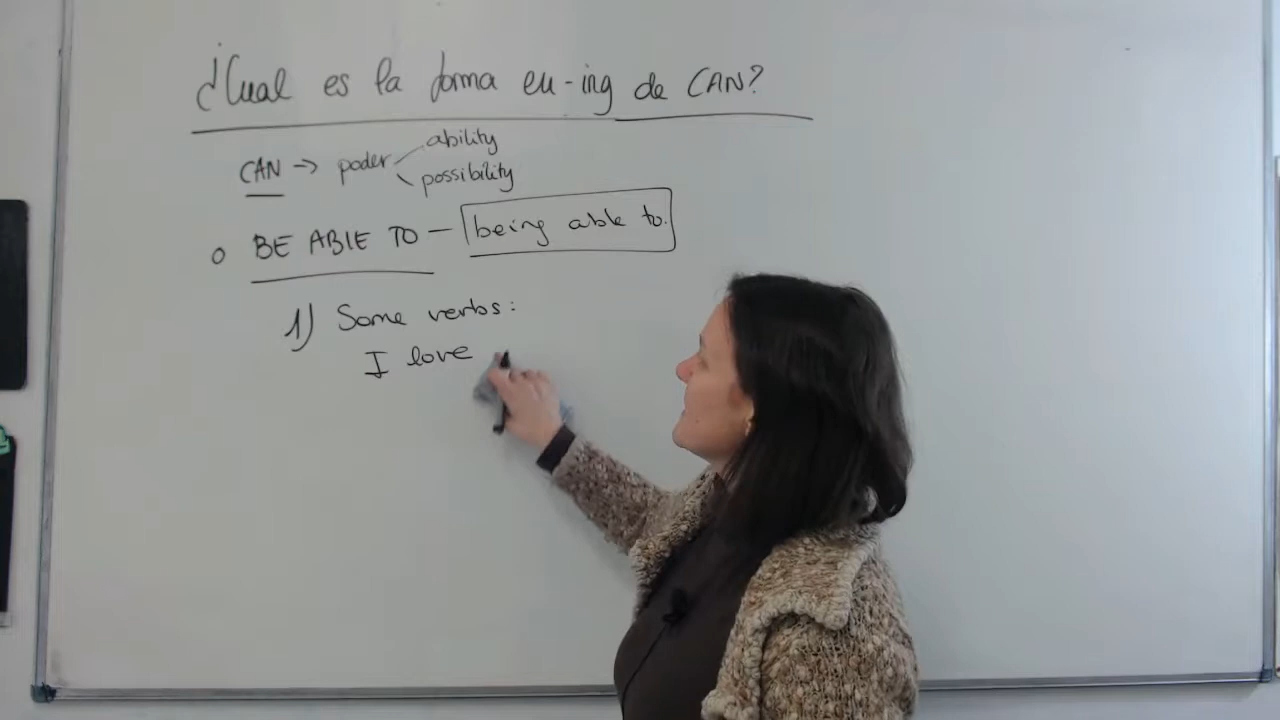 ¿Cual es la forma en -ing de CAN?
CAN → poder
ability
possibility
o BE ABLE TO — being able to.
1) Some verbs:
I love